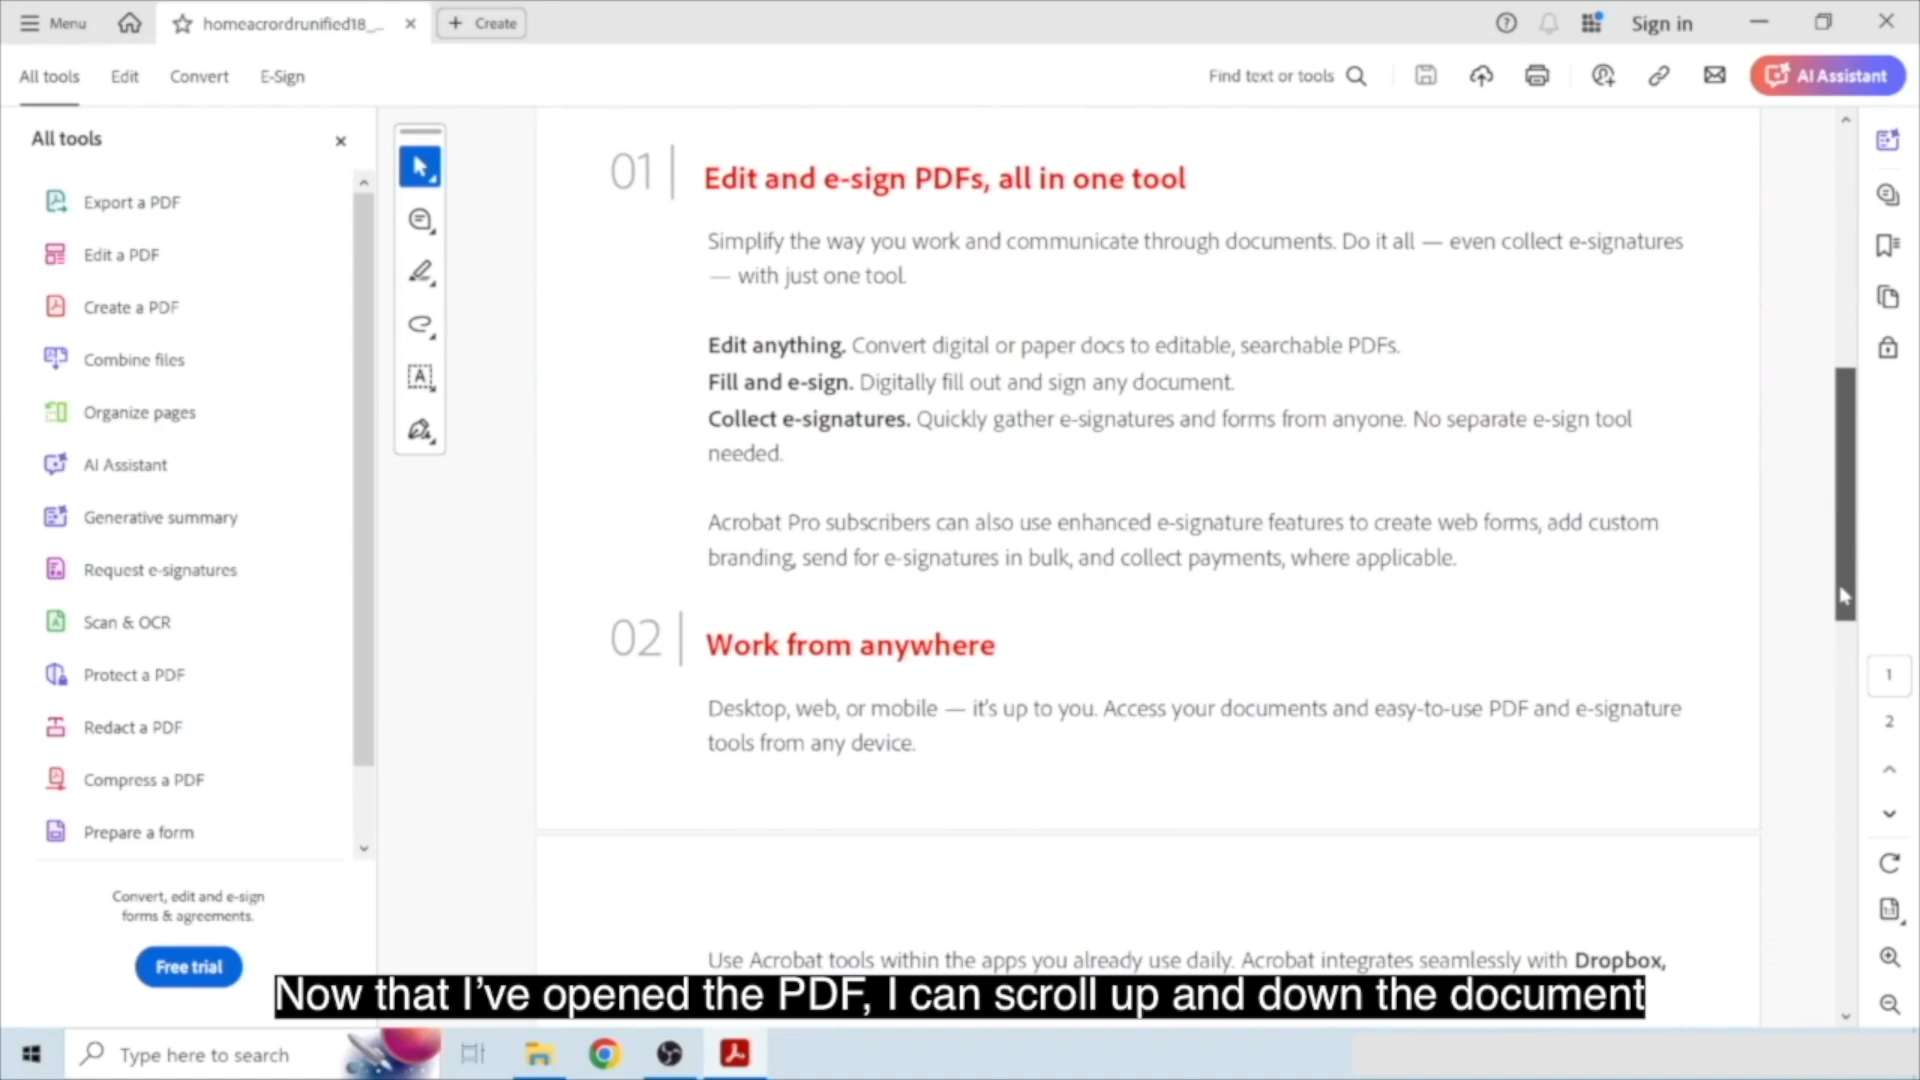 Menu
homeacrordrunified18_...
Create
Sign in
All tools
Edit
Convert
E-Sign
Find text or tools
AI Assistant
All tools
Export a PDF
Edit a PDF
Create a PDF
Combine files
Organize pages
AI Assistant
Generative summary
Request e-signatures
Scan & OCR
Protect a PDF
Redact a PDF
Compress a PDF
Prepare a form
Convert, edit and e-sign
forms & agreements.
Free trial
01 Edit and e-sign PDFs, all in one tool
Simplify the way you work and communicate through documents. Do it all — even collect e-signatures
— with just one tool.
Edit anything. Convert digital or paper docs to editable, searchable PDFs.
Fill and e-sign. Digitally fill out and sign any document.
Collect e-signatures. Quickly gather e-signatures and forms from anyone. No separate e-sign tool
needed.
Acrobat Pro subscribers can also use enhanced e-signature features to create web forms, add custom
branding, send for e-signatures in bulk, and collect payments, where applicable.
02 Work from anywhere
Desktop, web, or mobile — it's up to you. Access your documents and easy-to-use PDF and e-signature
tools from any device.
Use Acrobat tools within the apps you already use daily. Acrobat integrates seamlessly with Dropbox,
1
2
Now that I've opened the PDF, I can scroll up and down the document
Type here to search